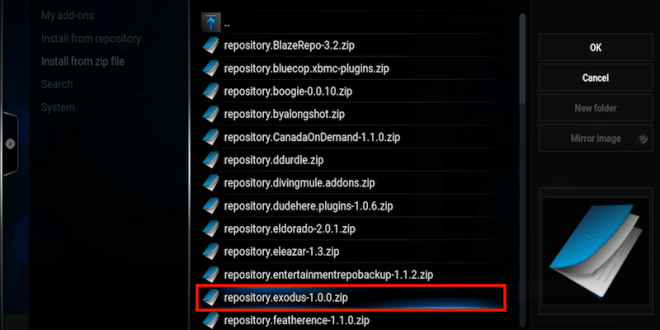 My add-ons
Install from repository
Install from zip file
Search
System
..
repository.BlazeRepo-3.2.zip
repository.bluecop.xbmc-plugins.zip
repository.boogie-0.0.10.zip
repository.byalongshot.zip
repository.CanadaOnDemand-1.1.0.zip
repository.ddurdle.zip
repository.divingmule.addons.zip
repository.dudehere.plugins-1.0.6.zip
repository.eldorado-2.0.1.zip
repository.eleazar-1.3.zip
repository.entertainmentrepobackup-1.1.2.zip
repository.exodus-1.0.0.zip
repository.featherence-1.1.0.zip
OK
Cancel
New folder
Mirror image